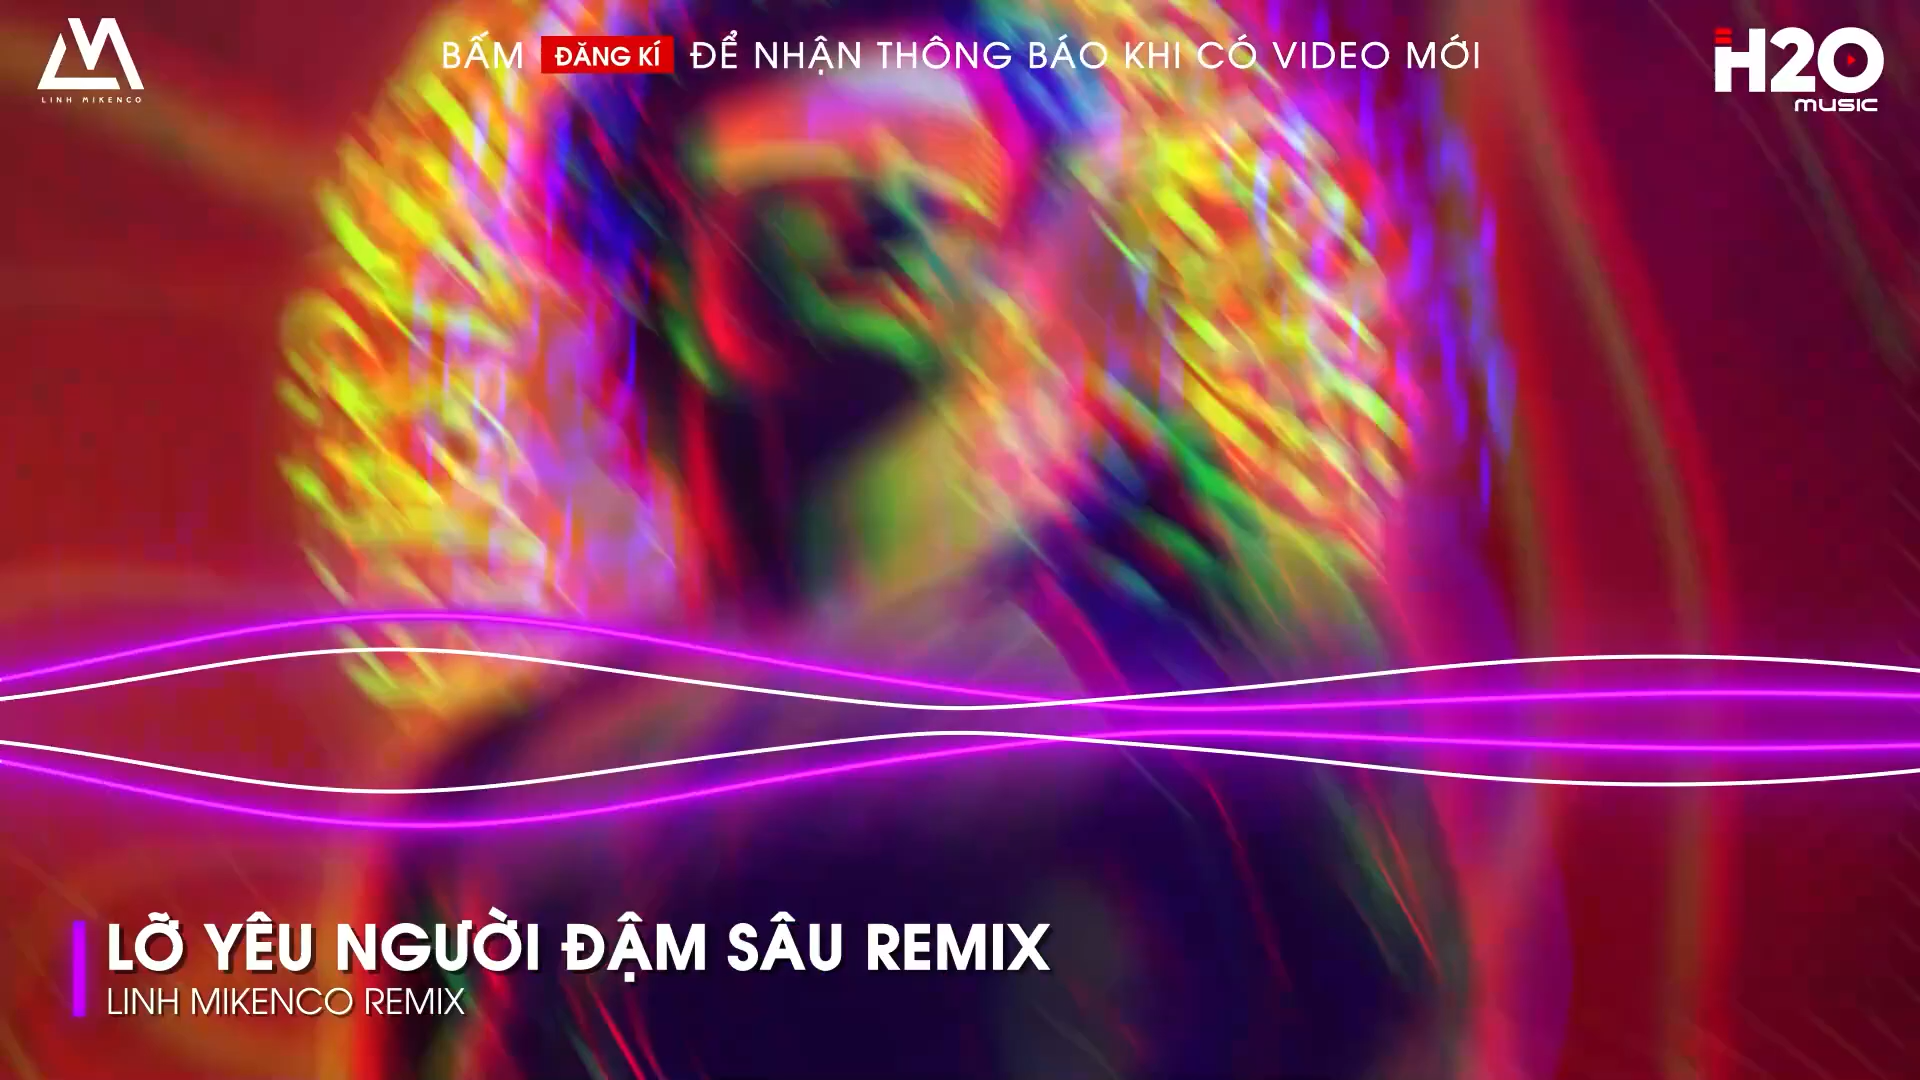 LINH MIKENCO
BẤM ĐĂNG KÍ ĐỂ NHẬN THÔNG BÁO KHI CÓ VIDEO MỚI
H2O
MUSIC
LỠ YÊU NGƯỜI ĐẬM SÂU REMIX
LINH MIKENCO REMIX